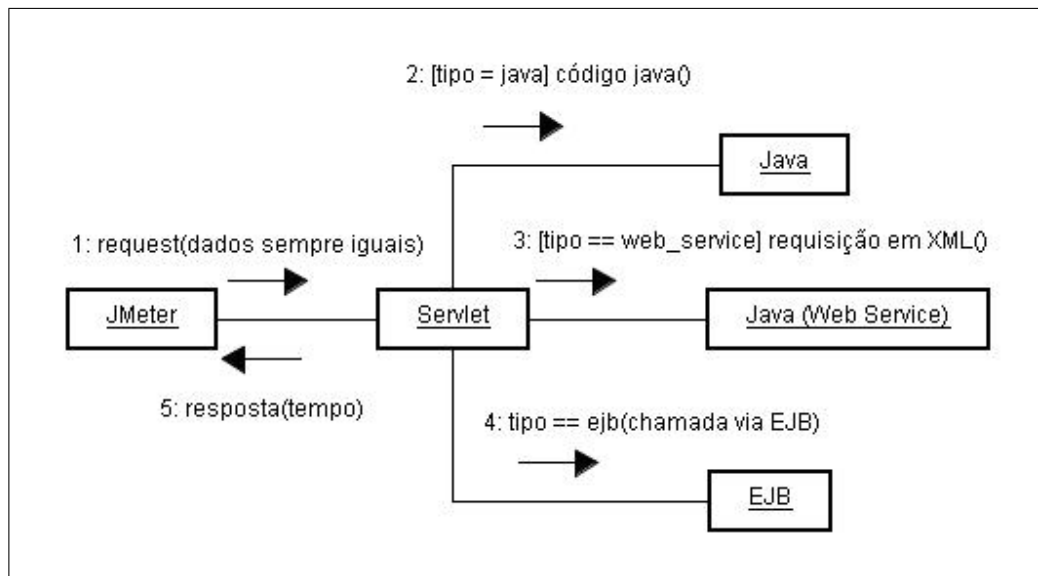 2: [tipo = java] código java()
Java
1: request(dados sempre iguais)
3: [tipo == web_service] requisição em XML()
JMeter
Servlet
Java (Web Service)
5: resposta(tempo)
4: tipo == ejb(chamada via EJB)
EJB